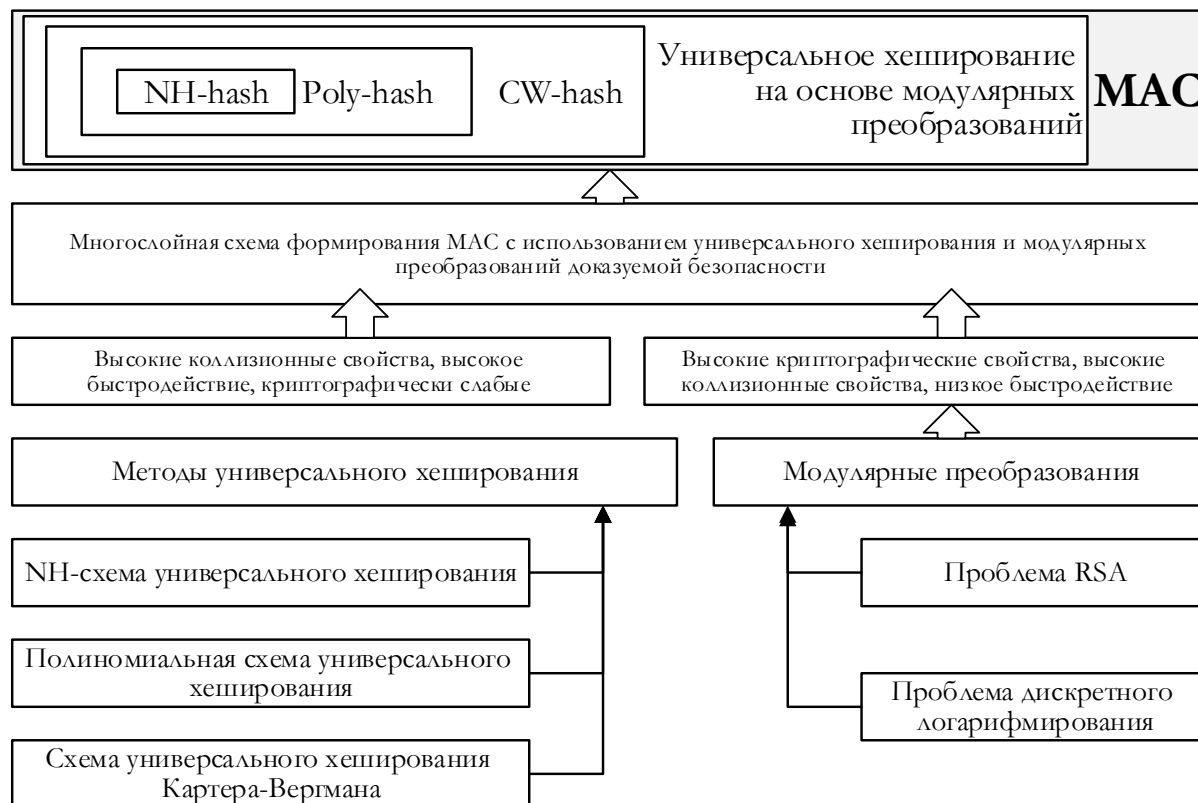 NH-hash
Poly-hash
CW-hash
Универсальное хеширование
на основе модулярных
преобразований
MAC
Многослойная схема формирования MAC с использованием универсального хеширования и модулярных
преобразований доказуемой безопасности
Высокие коллизионные свойства, высокое
быстродействие, криптографически слабые
Высокие криптографические свойства, высокие
коллизионные свойства, низкое быстродействие
Методы универсального хеширования
Модулярные преобразования
NH-схема универсального хеширования
Проблема RSA
Полиномиальная схема универсального
хеширования
Проблема дискретного
логарифмирования
Схема универсального хеширования
Картера-Вергмана